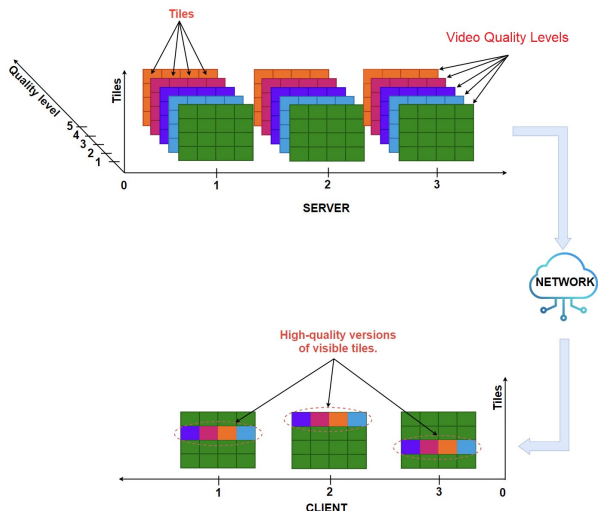 Tiles
Video Quality Levels
Quality level
Tiles
5
4
3
2
1
0
1
2
3
SERVER
NETWORK
High-quality versions
of visible tiles.
Tiles
1
2
3
0
CLIENT